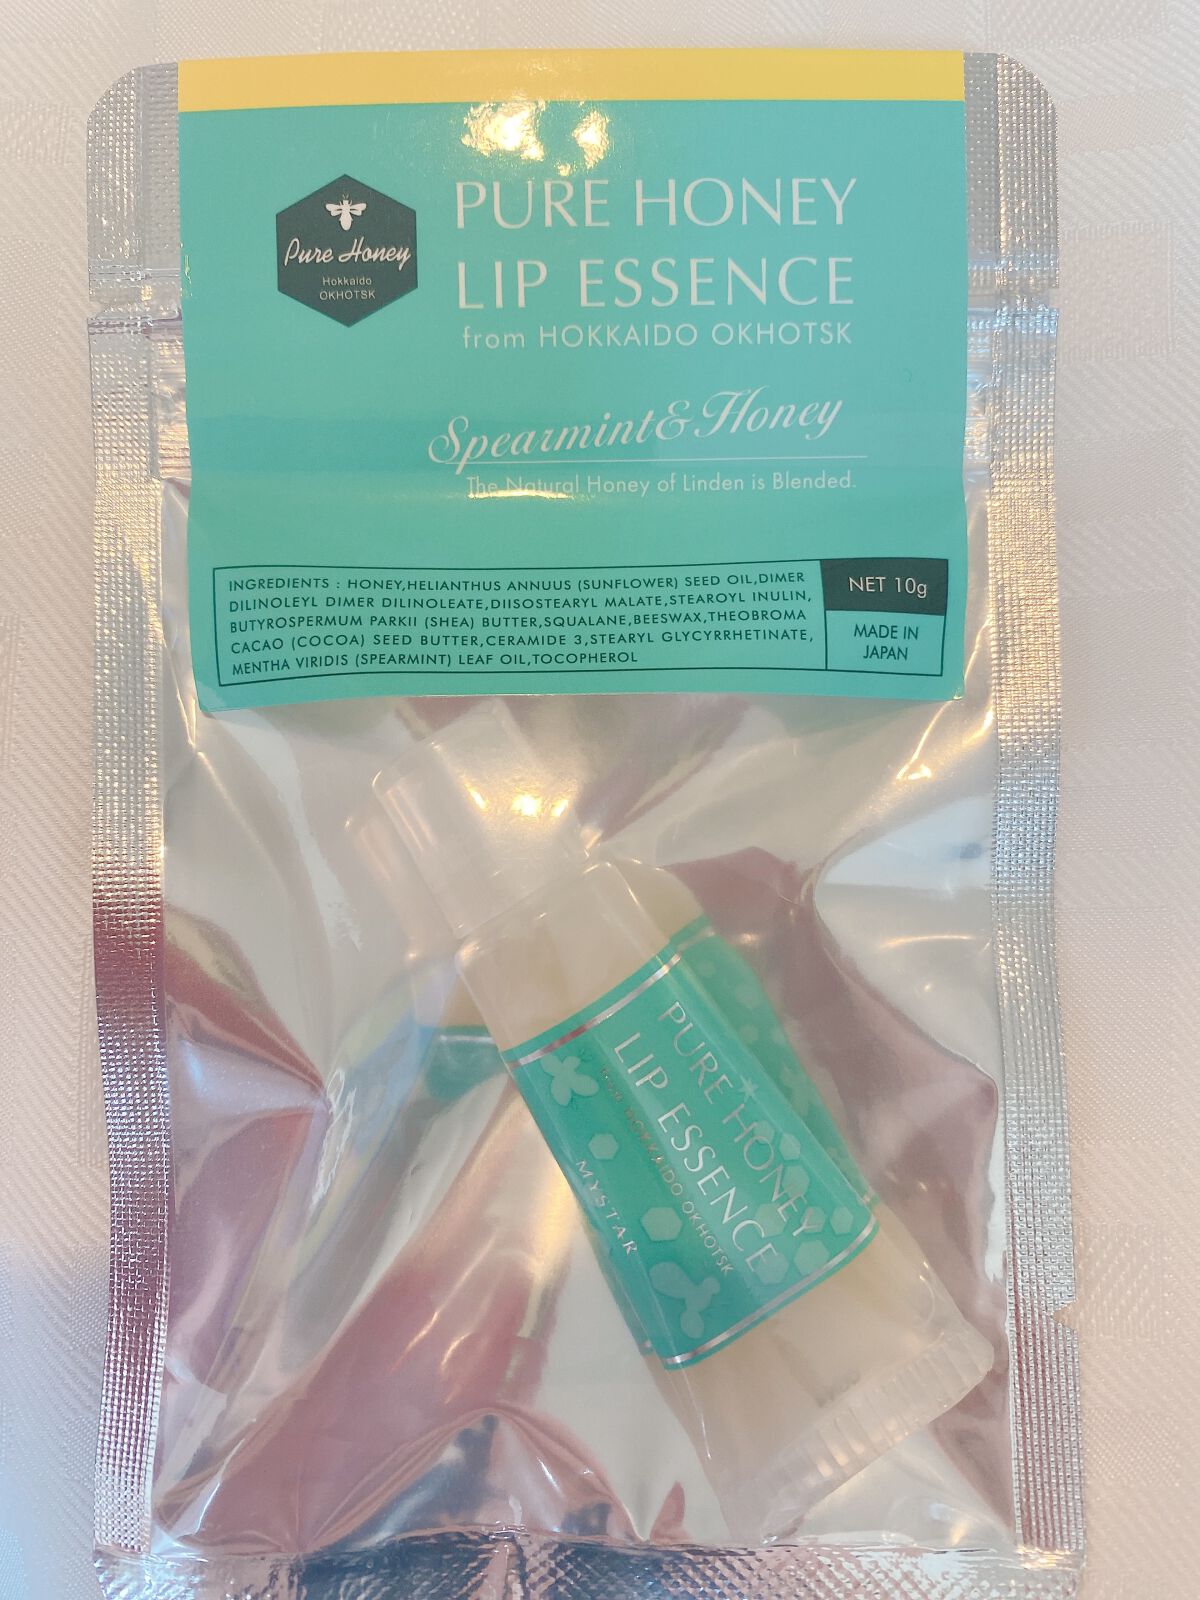 Pure Honey
Hokkaido
OKHOTSK
PURE HONEY
LIP ESSENCE
from HOKKAIDO OKHOTSK
Spearmint&Honey
The Natural Honey of Linden is Blended.
INGREDIENTS : HONEY,HELIANTHUS ANNUUS (SUNFLOWER) SEED OIL,DIMER
DILINOLEYL DIMER DILINOLEATE,DIISOSTEARYL MALATE,STEAROYL INULIN,
BUTYROSPERMUM PARKII (SHEA) BUTTER,SQUALANE,BEESWAX,THEOBROMA
CACAO (COCOA) SEED BUTTER,CERAMIDE 3,STEARYL GLYCYRRHETINATE,
MENTHA VIRIDIS (SPEARMINT) LEAF OIL,TOCOPHEROL
NET 10g
MADE IN
JAPAN
PURE HONEY
LIP ESSENCE
from HOKKAIDO OKHOTSK
MYSTAR